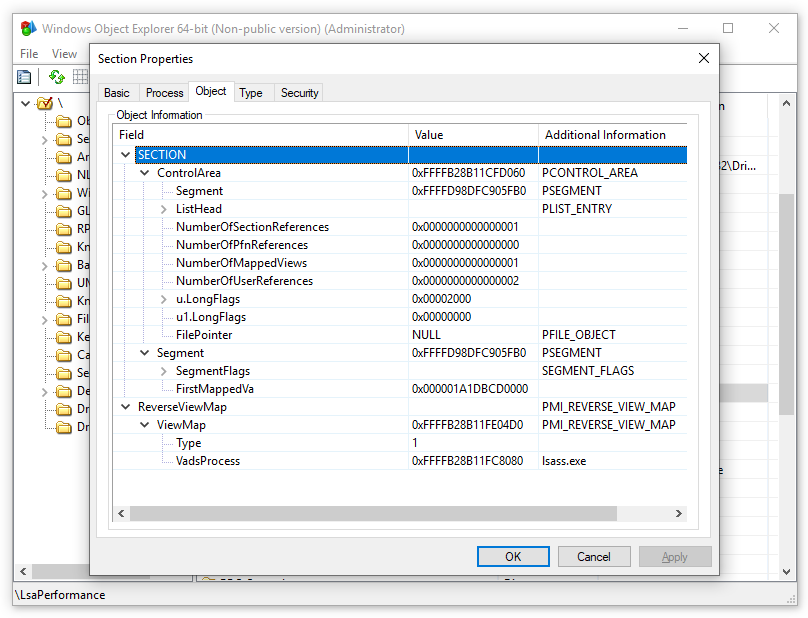 Windows Object Explorer 64-bit (Non-public version) (Administrator)
File View
Section Properties
Basic Process Object Type Security
Object Information
Field Value Additional Information
SECTION
ControlArea 0xFFFFB28B11CFD060 PCONTROL_AREA
Segment 0xFFFFD98DFC905FB0 PSEGMENT
ListHead PLIST_ENTRY
NumberOfSectionReferences 0x0000000000000001
NumberOfPfnReferences 0x0000000000000000
NumberOfMappedViews 0x0000000000000001
NumberOfUserReferences 0x0000000000000002
u.LongFlags 0x00002000
u1.LongFlags 0x00000000
FilePointer NULL PFILE_OBJECT
Segment 0xFFFFD98DFC905FB0 PSEGMENT
SegmentFlags SEGMENT_FLAGS
FirstMappedVa 0x000001A1DBCD0000
ReverseViewMap PMI_REVERSE_VIEW_MAP
ViewMap 0xFFFFB28B11FE04D0 PMI_REVERSE_VIEW_MAP
Type 1
VadsProcess 0xFFFFB28B11FC8080 lsass.exe
OK Cancel Apply
\
Ob
Se
Ar
NL
Wi
GL
RP
Kn
Ba
UM
Kn
Fil
Ke
Ca
Se
De
Dr
Dr
n
32\Dri...
e
\LsaPerformance